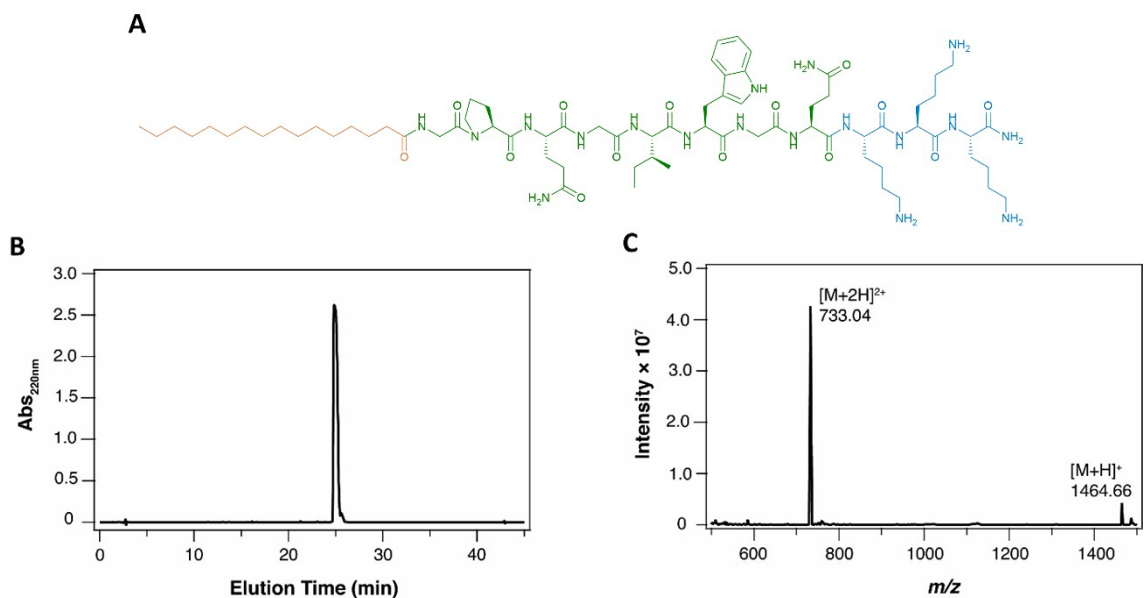 A
O
H
N
O
N
O
H
N
O
H₂N
O
O
N
H
O
H
N
O
N
H
NH
O
H
N
O
N
H
H₂N
O
O
H
N
NH₂
O
N
H
NH₂
O
H
N
O
NH₂
NH₂
B
3.0
2.5
2.0
1.5
1.0
0.5
0
Abs220nm
0 10 20 30 40
Elution Time (min)
C
5.0
4.0
3.0
2.0
1.0
0
Intensity × 10⁷
[M+2H]²⁺
733.04
[M+H]⁺
1464.66
600 800 1000 1200 1400
m/z